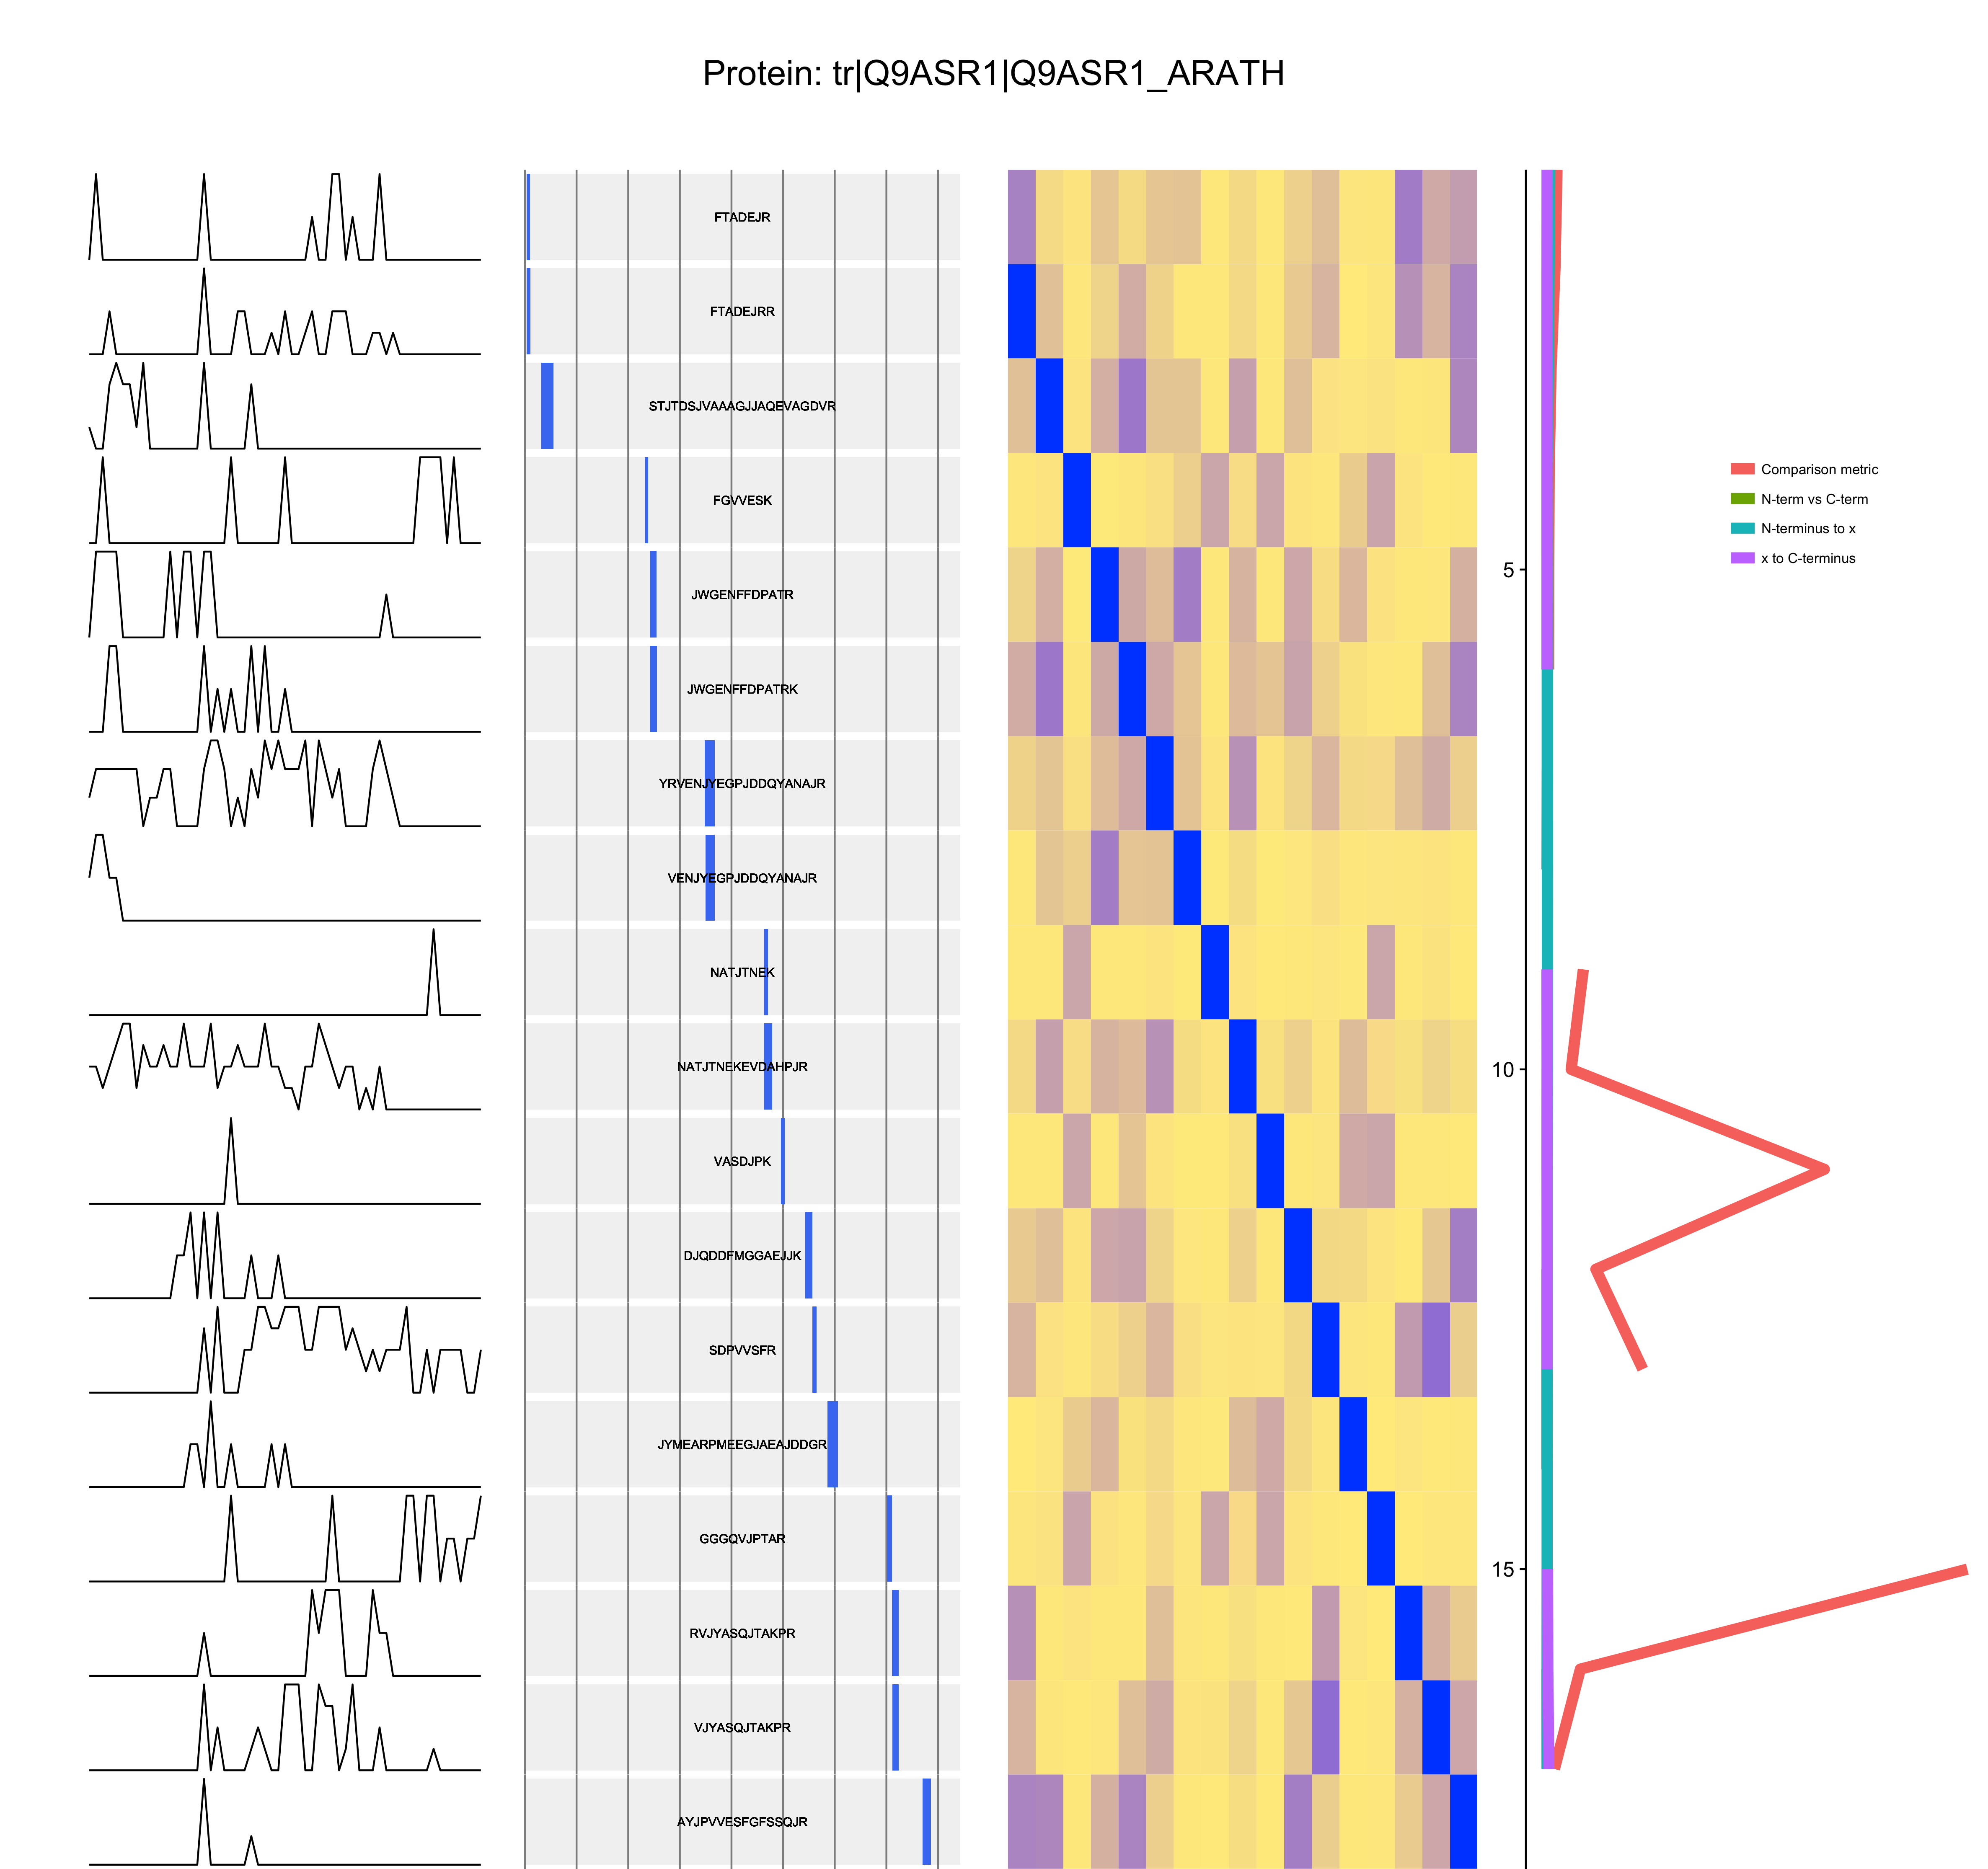 Protein: tr|Q9ASR1|Q9ASR1_ARATH
FTADEJR
FTADEJRR
STJTDSJVAAAGJJAQEVAGDVR
FGVVESK
JWGENFFDPATR
JWGENFFDPATRK
YRVENJYEGPJDDQYANAJR
VENJYEGPJDDQYANAJR
NATJTNEK
NATJTNEKEVDAHPJR
VASDJPK
DJQDDFMGGAEJJK
SDPVVSFR
JYMEARPMEEGJAEAJDDGR
GGGQVJPTAR
RVJYASQJTAKPR
VJYASQJTAKPR
AYJPVVESFGFSSQJR
5
10
15
Comparison metric
N-term vs C-term
N-terminus to x
x to C-terminus